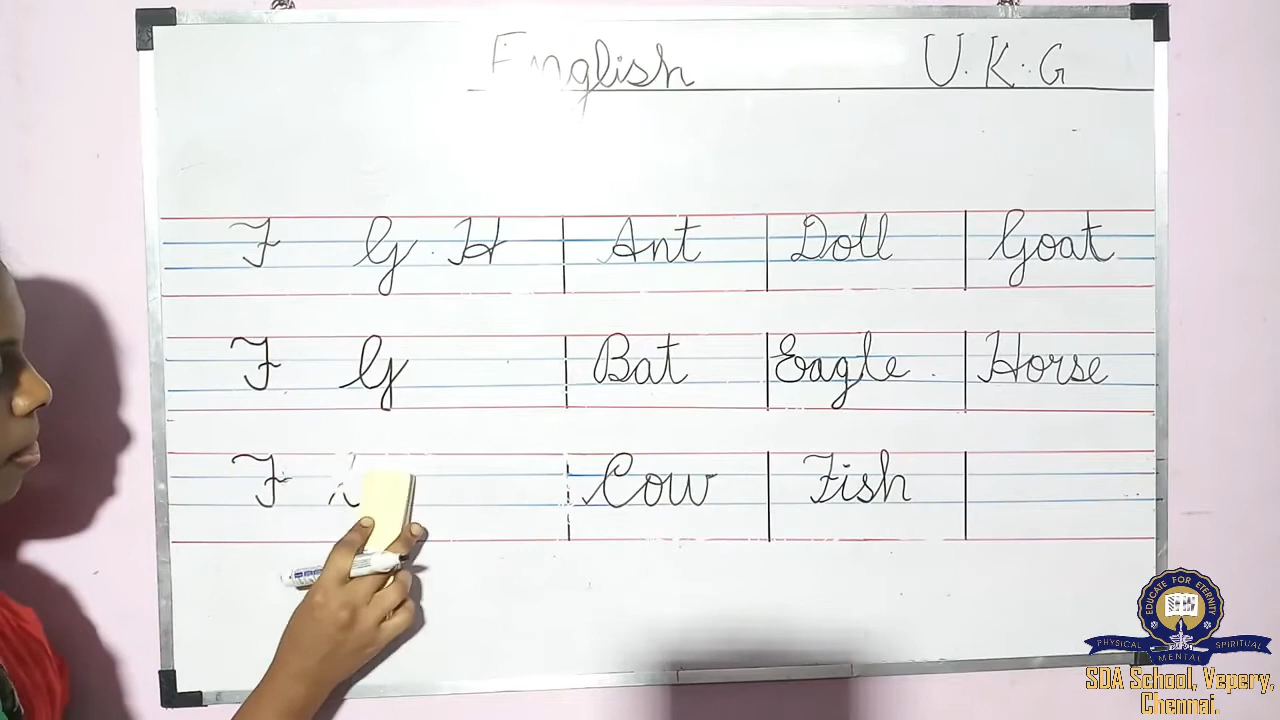 English U.K.G
F G H Ant Doll Goat
F G Bat Eagle Horse
F Cow Fish
EDUCATE FOR ETERNITY
PHYSICAL MENTAL SPIRITUAL
SDA School, Vepery,
Chennai.